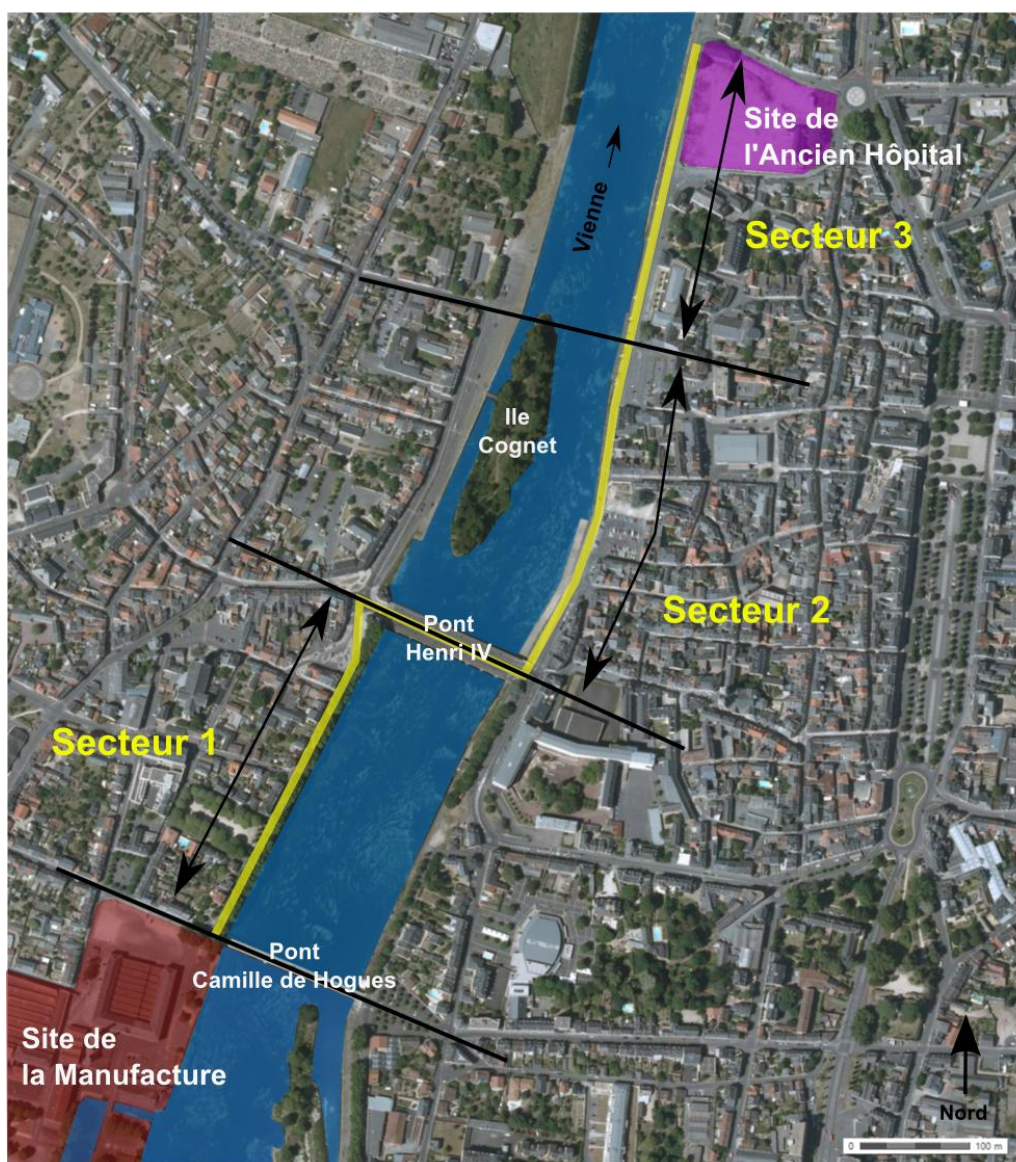 Site de
l'Ancien Hôpital
Vienne →
Secteur 3
Ile
Cognet
Secteur 2
Pont
Henri IV
Secteur 1
Pont
Camille de Hogues
Site de
la Manufacture
Nord
0 100 m